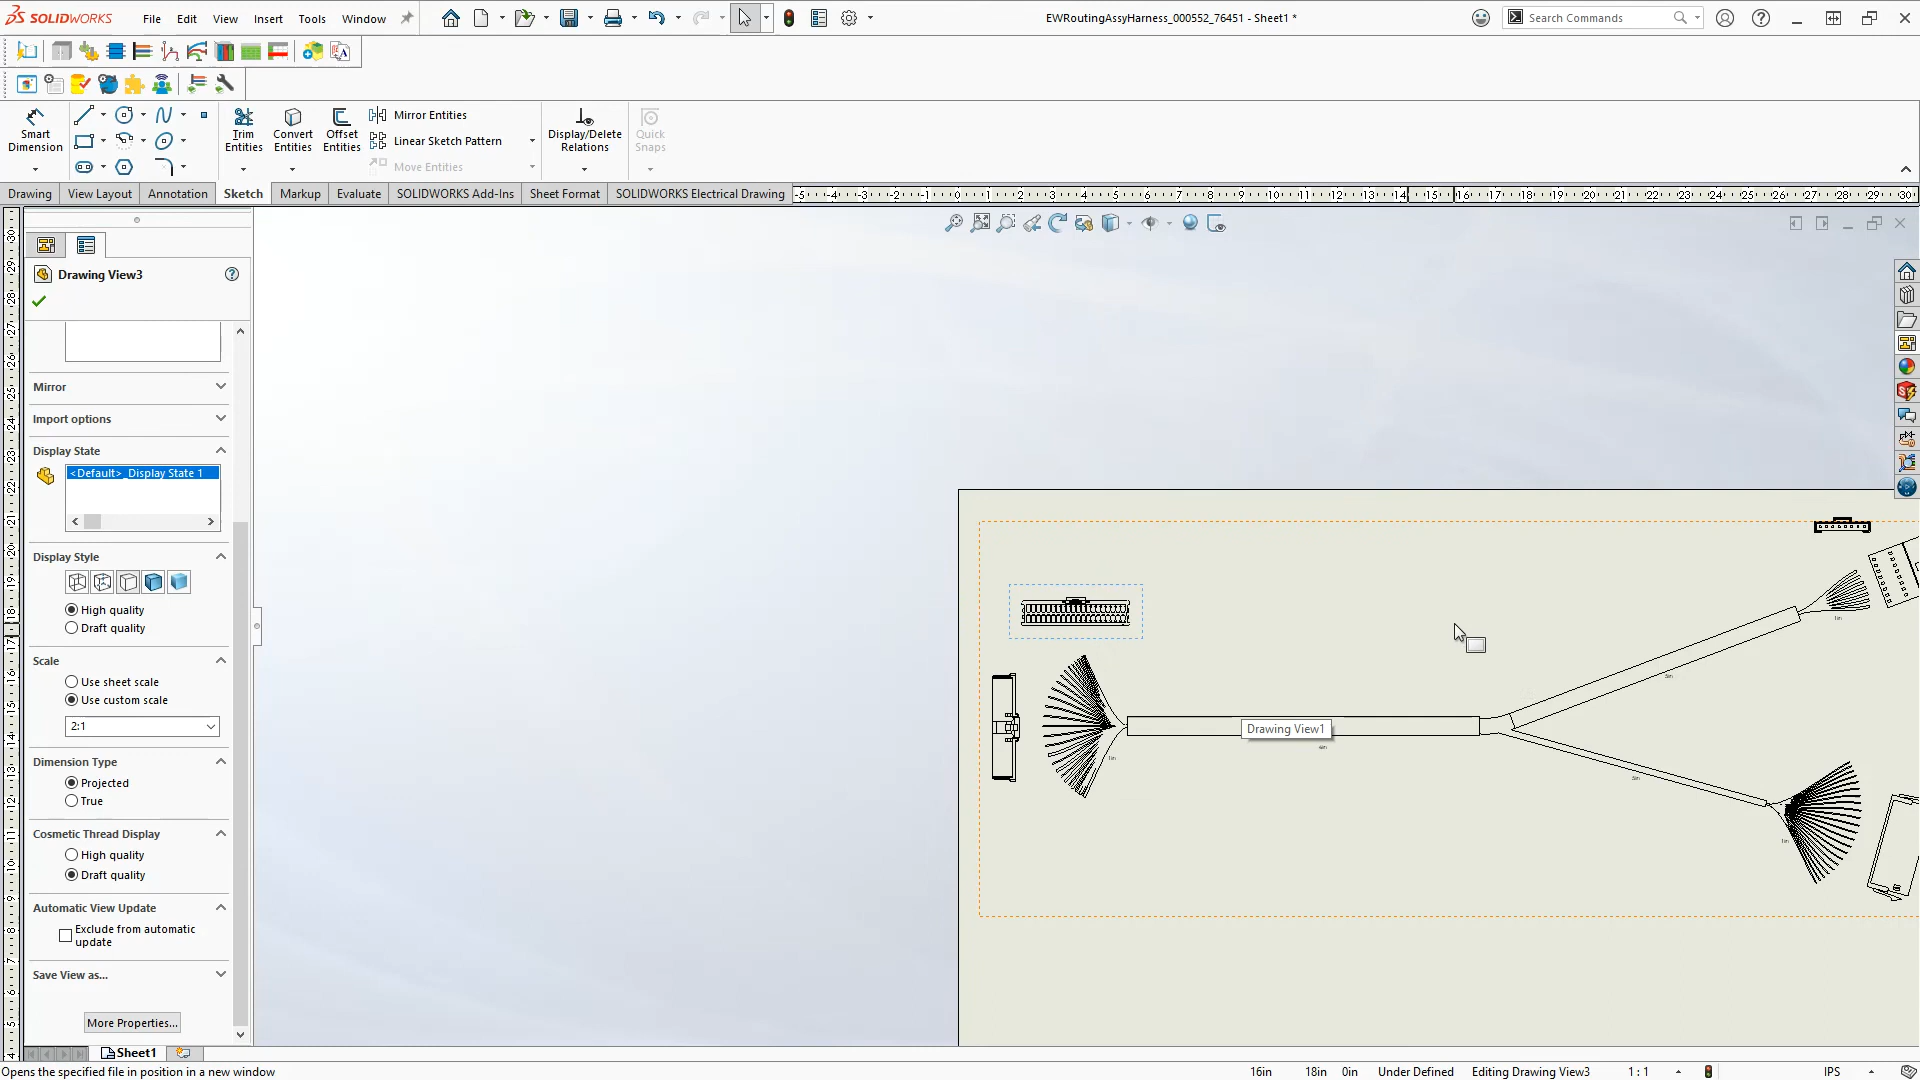 SOLIDWORKS File Edit View Insert Tools Window EWRoutingAssyHarness_000552_76451 - Sheet1 * Search Commands
Smart Dimension
Trim Entities
Convert Entities
Offset Entities
Mirror Entities
Linear Sketch Pattern
Move Entities
Display/Delete Relations
Quick Snaps
Drawing View Layout Annotation Sketch Markup Evaluate SOLIDWORKS Add-Ins Sheet Format SOLIDWORKS Electrical Drawing
Drawing View3
Mirror
Import options
Display State
<Default>_Display State 1
Display Style
High quality
Draft quality
Scale
Use sheet scale
Use custom scale
2:1
Dimension Type
Projected
True
Cosmetic Thread Display
High quality
Draft quality
Automatic View Update
Exclude from automatic
update
Save View as...
More Properties...
Drawing View1
Sheet1
Opens the specified file in position in a new window 16in 18in 0in Under Defined Editing Drawing View3 1 : 1 IPS